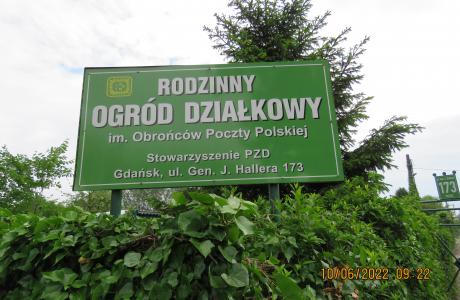 RODZINNY
OGRÓD DZIAŁKOWY
im. Obrońców Poczty Polskiej
Stowarzyszenie PZD
Gdańsk, ul. Gen. J. Hallera 173
173
10/06/2022 09:22